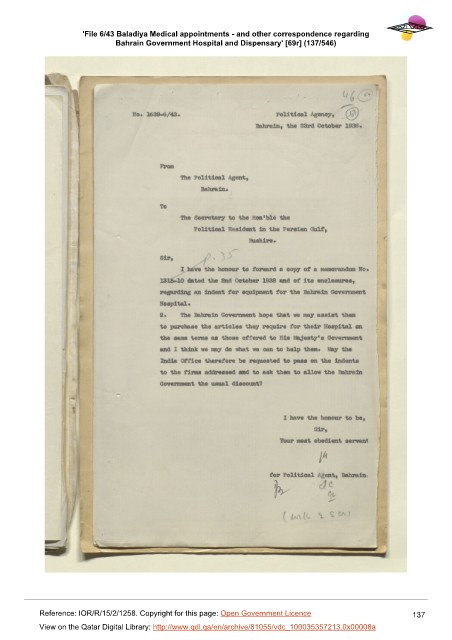 'File 6/43 Baladiya Medical appointments - and other correspondence regarding
Bahrain Government Hospital and Dispensary' [69r] (137/546)
46
No. 1639-6/43. Political Agency,
Bahrain, the 23rd October 1938.
From
The Political Agent,
Bahrain.
To
The Secretary to the Hon'ble the
Political Resident in the Persian Gulf,
Bushire.
Sir,
p. 35
I have the honour to forward a copy of a memorandum No.
1315-10 dated the 2nd October 1938 and of its enclosures,
regarding an indent for equipment for the Bahrain Government
Hospital.
2. The Bahrain Government hope that we may assist them
to purchase the articles they require for their Hospital on
the same terms as those offered to His Majesty's Government
and I think we may do what we can to help them. May the
India Office therefore be requested to pass on the indents
to the firms addressed and to ask them to allow the Bahrain
Government the usual discount?
I have the honour to be,
Sir,
Your most obedient servant
for Political Agent, Bahrain.
Reference: IOR/R/15/2/1258. Copyright for this page: Open Government Licence
137
View on the Qatar Digital Library: http://www.qdl.qa/en/archive/81055/vdc_100035357213.0x00008a